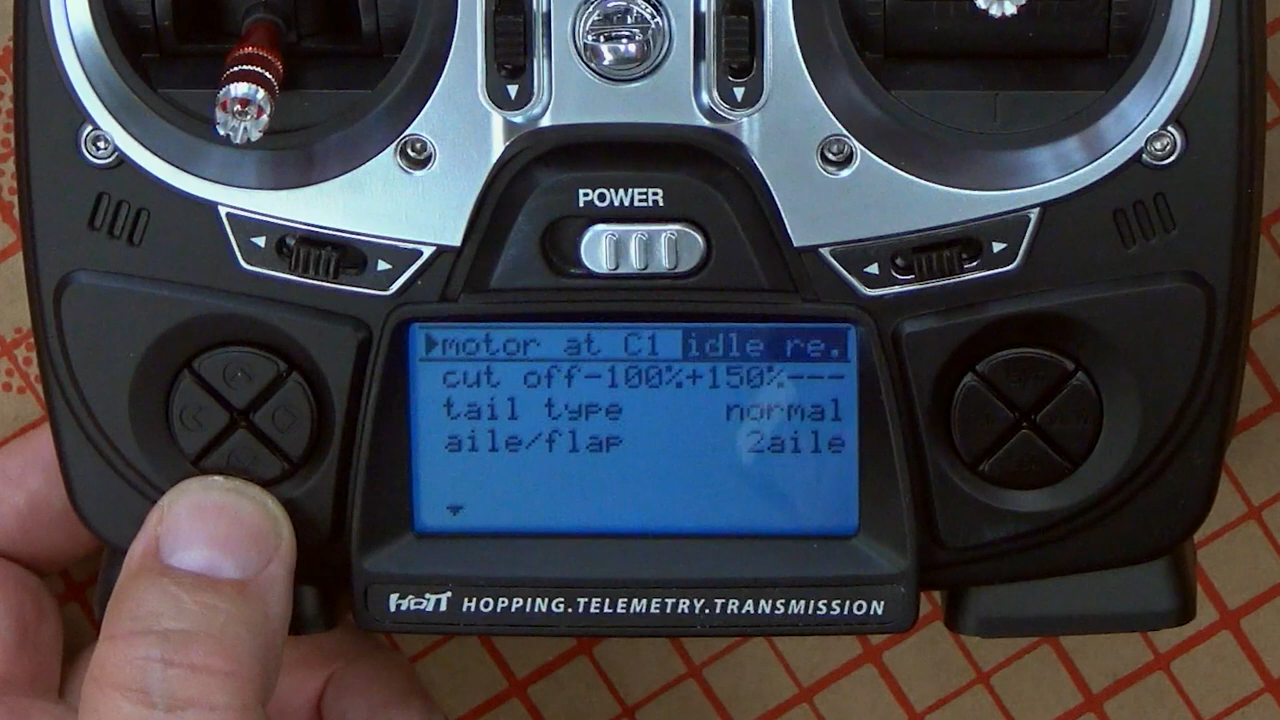 POWER
motor at C1 idle re.
cut off-100%+150%---
tail type normal
aile/flap 2aile
HoTT HOPPING.TELEMETRY.TRANSMISSION